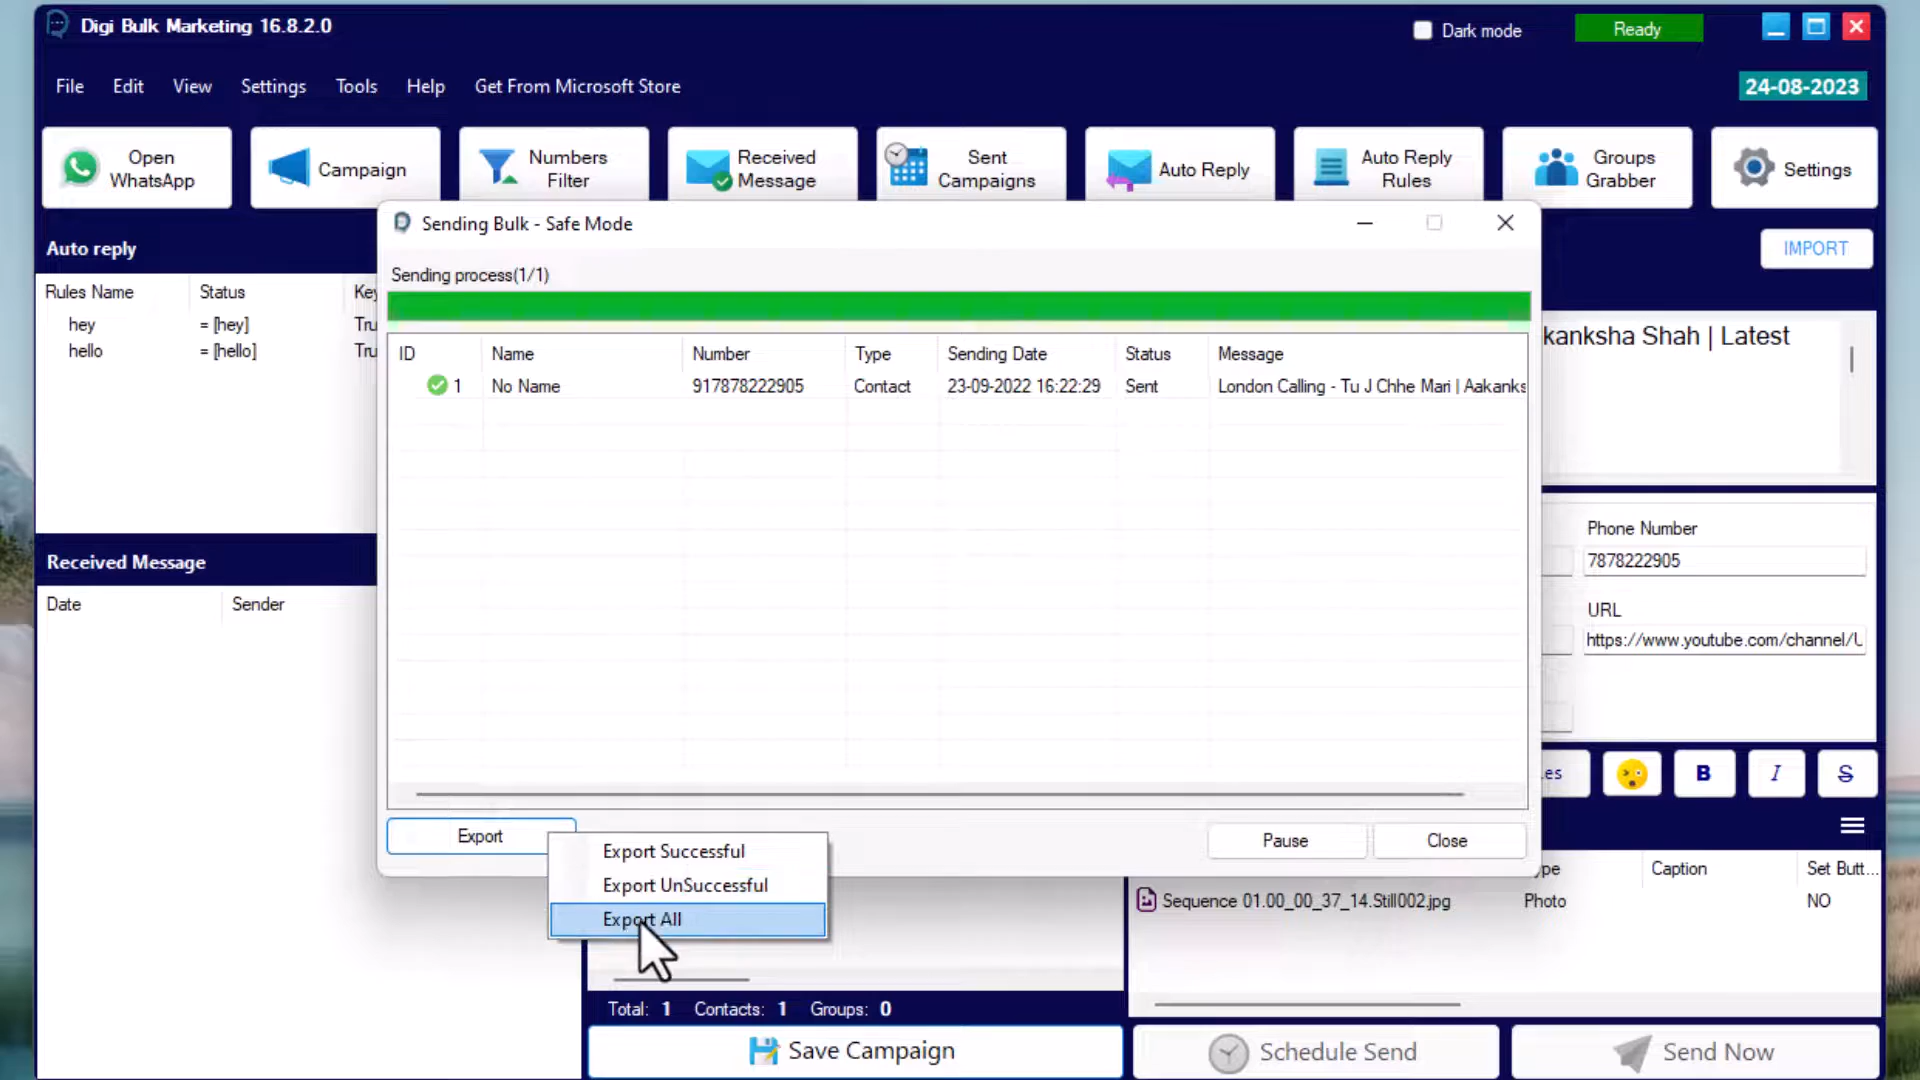 Digi Bulk Marketing 16.8.2.0
Dark mode
Ready
File Edit View Settings Tools Help Get From Microsoft Store
24-08-2023
Open WhatsApp
Campaign
Numbers Filter
Received Message
Sent Campaigns
Auto Reply
Auto Reply Rules
Groups Grabber
Settings
Auto reply
IMPORT
Rules Name Status
hey = [hey]
hello = [hello]
Sending Bulk - Safe Mode
Sending process(1/1)
ID Name Number Type Sending Date Status Message
1 No Name 917878222905 Contact 23-09-2022 16:22:29 Sent London Calling - Tu J Chhe Mari | Aakanks
kanksha Shah | Latest
Phone Number
7878222905
URL
https://www.youtube.com/channel/U
Received Message
Date Sender
B I S
Export
Export Successful
Export UnSuccessful
Export All
Pause
Close
ype Caption Set Butt...
Sequence 01.00_00_37_14.Still002.jpg Photo NO
Total: 1 Contacts: 1 Groups: 0
Save Campaign
Schedule Send
Send Now